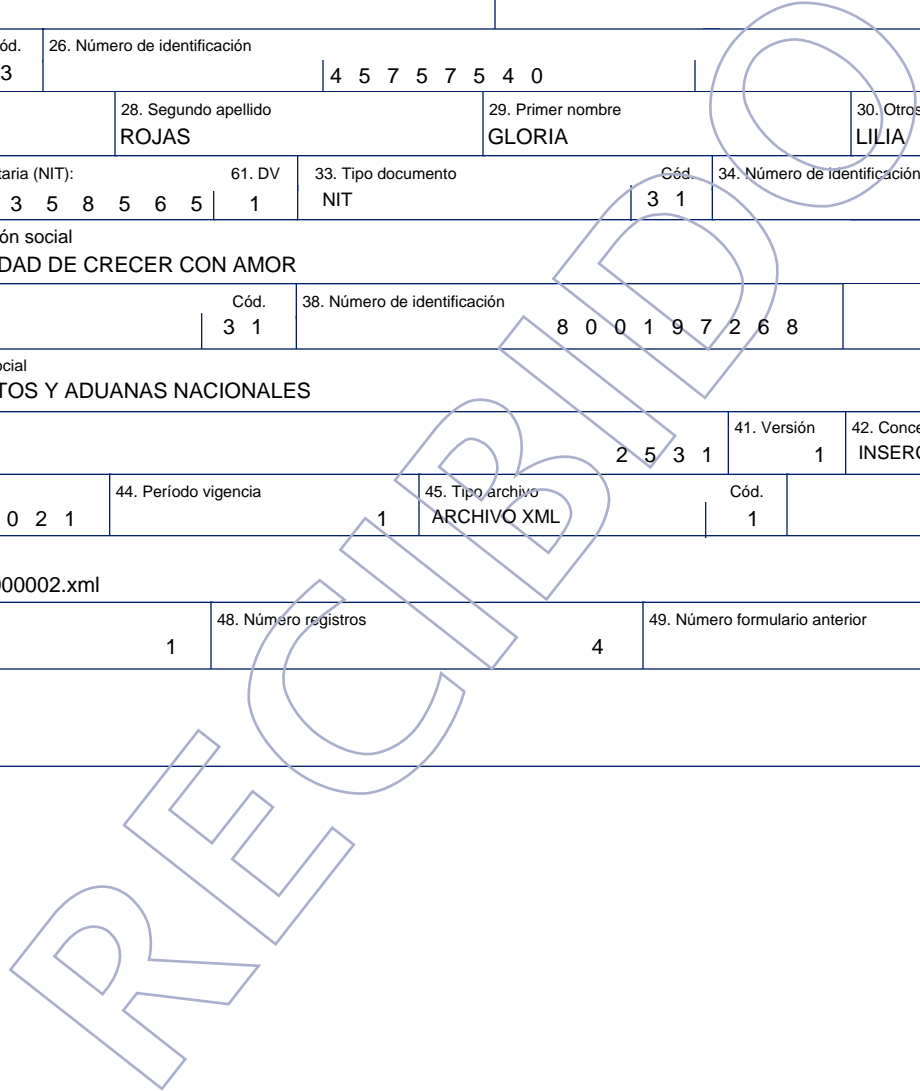 ód. 26. Número de identificación
3 4 5 7 5 7 5 4 0
28. Segundo apellido 29. Primer nombre 30. Otros
ROJAS GLORIA LILIA
taria (NIT): 61. DV 33. Tipo documento Cód. 34. Número de identificación
3 5 8 5 6 5 1 NIT 3 1
ón social
DAD DE CRECER CON AMOR
Cód. 38. Número de identificación
3 1 8 0 0 1 9 7 2 6 8
ocial
TOS Y ADUANAS NACIONALES
41. Versión 42. Conce
2 5 3 1 1 INSERC
44. Período vigencia 45. Tipo archivo Cód.
0 2 1 1 ARCHIVO XML 1
000002.xml
48. Número registros 49. Número formulario anterior
1 4
RECIBIDO